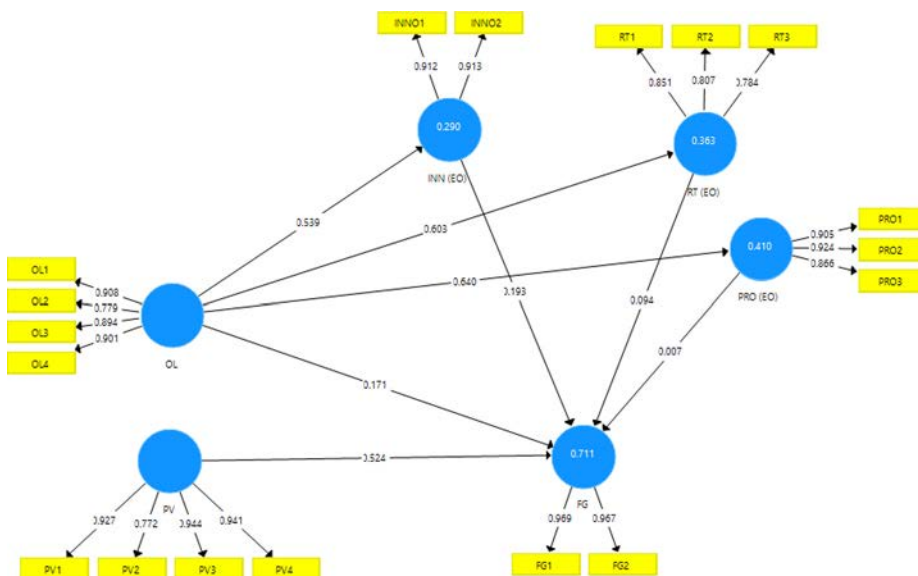 INNO1
INNO2
RT1
RT2
RT3
0.912
0.913
0.851
0.807
0.784
0.290
INN (EO)
0.363
RT (EO)
0.539
0.603
PRO1
PRO2
PRO3
0.905
0.924
0.866
0.410
PRO (EO)
OL1
OL2
OL3
OL4
0.908
0.779
0.894
0.901
OL
0.640
0.193
0.094
0.007
0.171
0.524
0.711
FG
PV
0.927
0.772
0.944
0.941
0.969
0.967
PV1
PV2
PV3
PV4
FG1
FG2